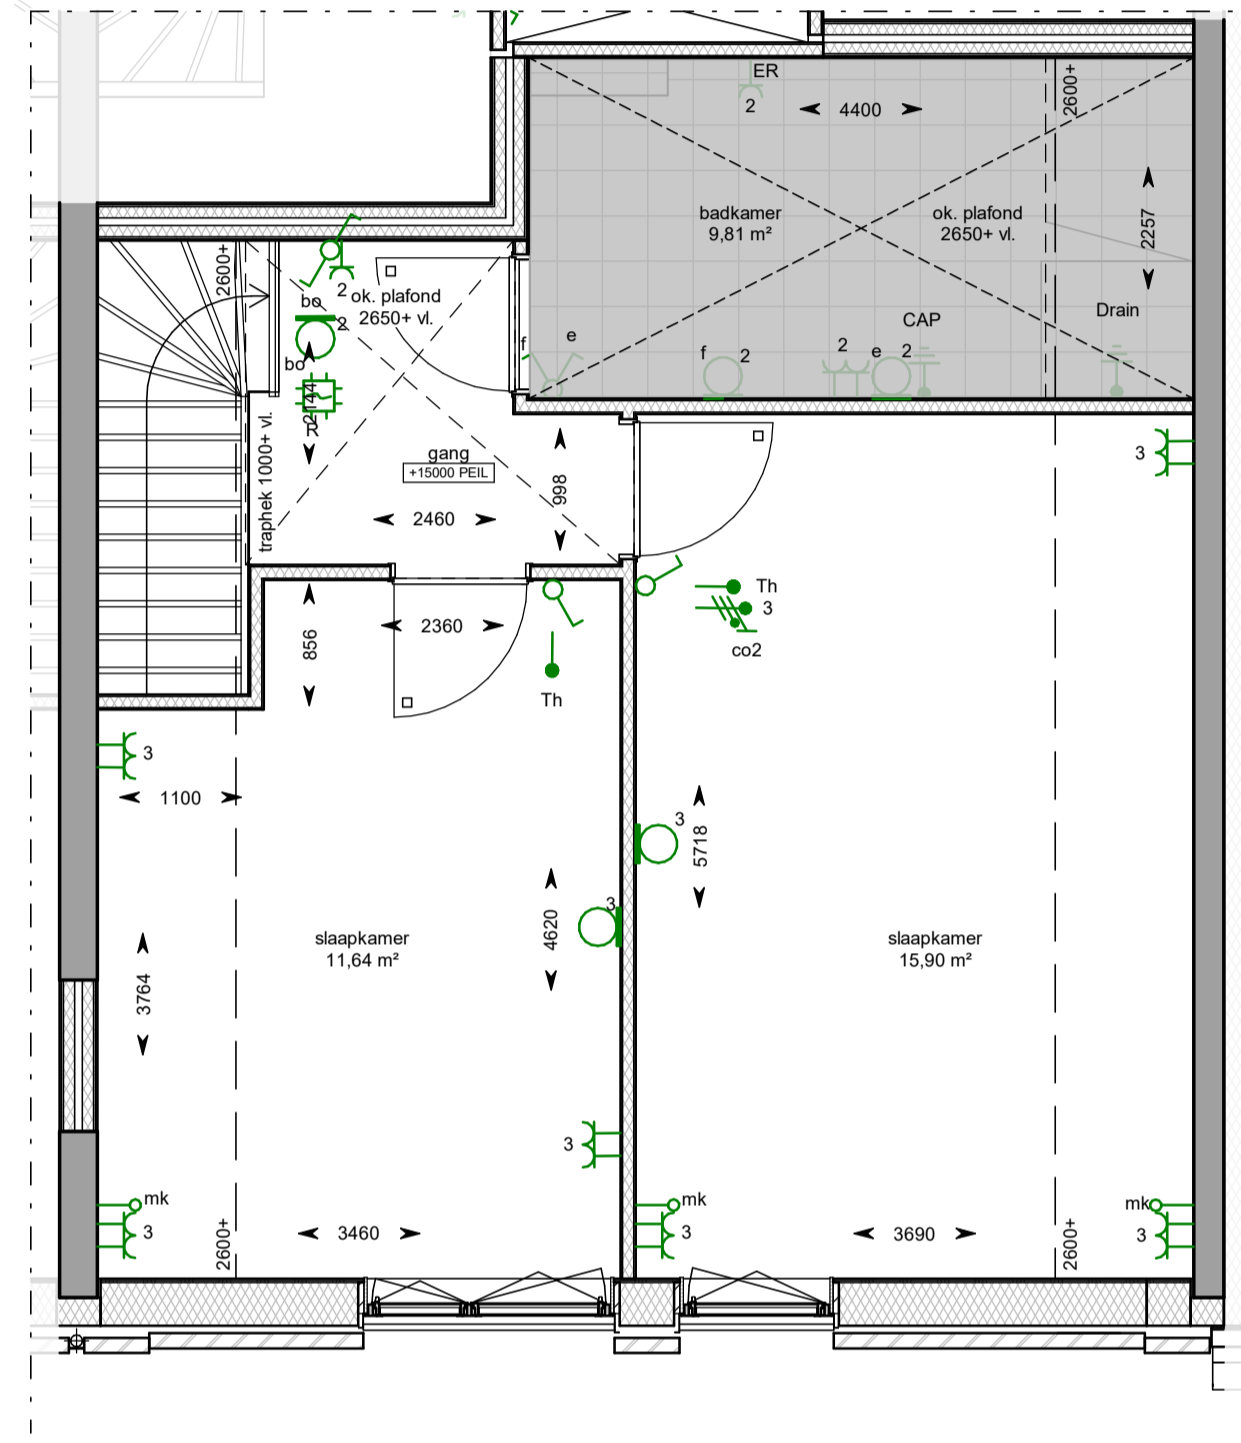 ER
2
4400
2600+
badkamer
9,81 m²
ok. plafond
2650+ vl.
2257
Drain
CAP
f
e
f
2
2
e
2
2600+
bo
2
ok. plafond
2650+ vl.
2
bo
2144
R
traphek 1000+ vl.
gang
+15000 PEIL
2460
998
3
856
2360
Th
Th
3
co2
3
1100
3
5718
3
4620
3764
slaapkamer
11,64 m²
slaapkamer
15,90 m²
3
mk
3
2600+
3460
mk
3
3690
2600+
mk
3